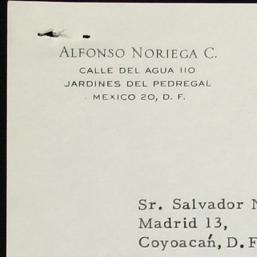 ALFONSO NORIEGA C.
CALLE DEL AGUA 110
JARDINES DEL PEDREGAL
MEXICO 20, D. F.
Sr. Salvador N
Madrid 13,
Coyoacán, D. F